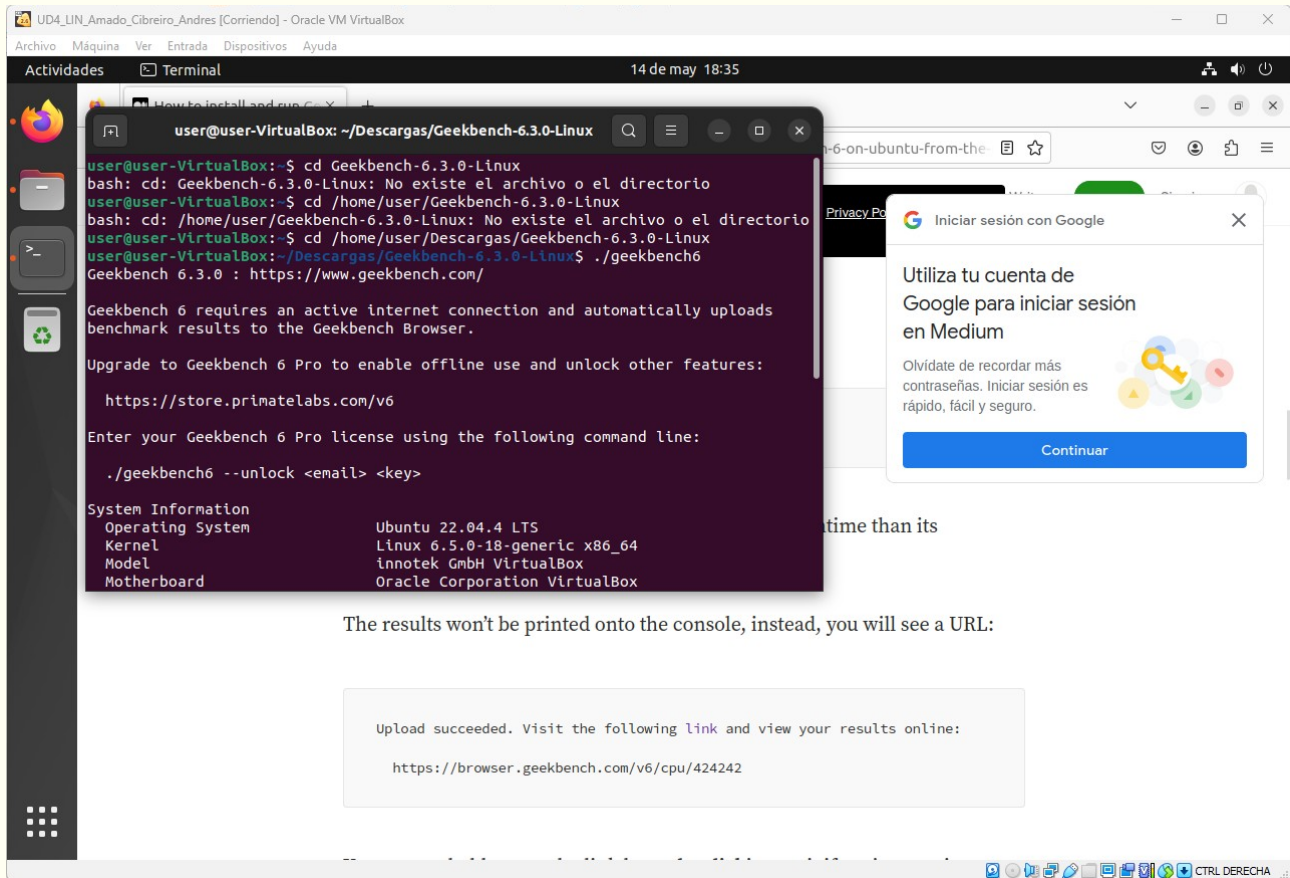 UD4_LIN_Amado_Cibreiro_Andres [Corriendo] - Oracle VM VirtualBox
Archivo Máquina Ver Entrada Dispositivos Ayuda
Actividades Terminal 14 de may 18:35
How to install and run
user@user-VirtualBox: ~/Descargas/Geekbench-6.3.0-Linux
-6-on-ubuntu-from-the
user@user-VirtualBox:~$ cd Geekbench-6.3.0-Linux
bash: cd: Geekbench-6.3.0-Linux: No existe el archivo o el directorio
user@user-VirtualBox:~$ cd /home/user/Geekbench-6.3.0-Linux
bash: cd: /home/user/Geekbench-6.3.0-Linux: No existe el archivo o el directorio
user@user-VirtualBox:~$ cd /home/user/Descargas/Geekbench-6.3.0-Linux
user@user-VirtualBox:~/Descargas/Geekbench-6.3.0-Linux$ ./geekbench6
Geekbench 6.3.0 : https://www.geekbench.com/
Geekbench 6 requires an active internet connection and automatically uploads
benchmark results to the Geekbench Browser.
Upgrade to Geekbench 6 Pro to enable offline use and unlock other features:
https://store.primatelabs.com/v6
Enter your Geekbench 6 Pro license using the following command line:
./geekbench6 --unlock <email> <key>
System Information
Operating System Ubuntu 22.04.4 LTS
Kernel Linux 6.5.0-18-generic x86_64
Model innotek GmbH VirtualBox
Motherboard Oracle Corporation VirtualBox
Privacy Po
Iniciar sesión con Google
Utiliza tu cuenta de
Google para iniciar sesión
en Medium
Olvídate de recordar más
contraseñas. Iniciar sesión es
rápido, fácil y seguro.
Continuar
time than its
The results won’t be printed onto the console, instead, you will see a URL:
Upload succeeded. Visit the following link and view your results online:
https://browser.geekbench.com/v6/cpu/424242
CTRL DERECHA